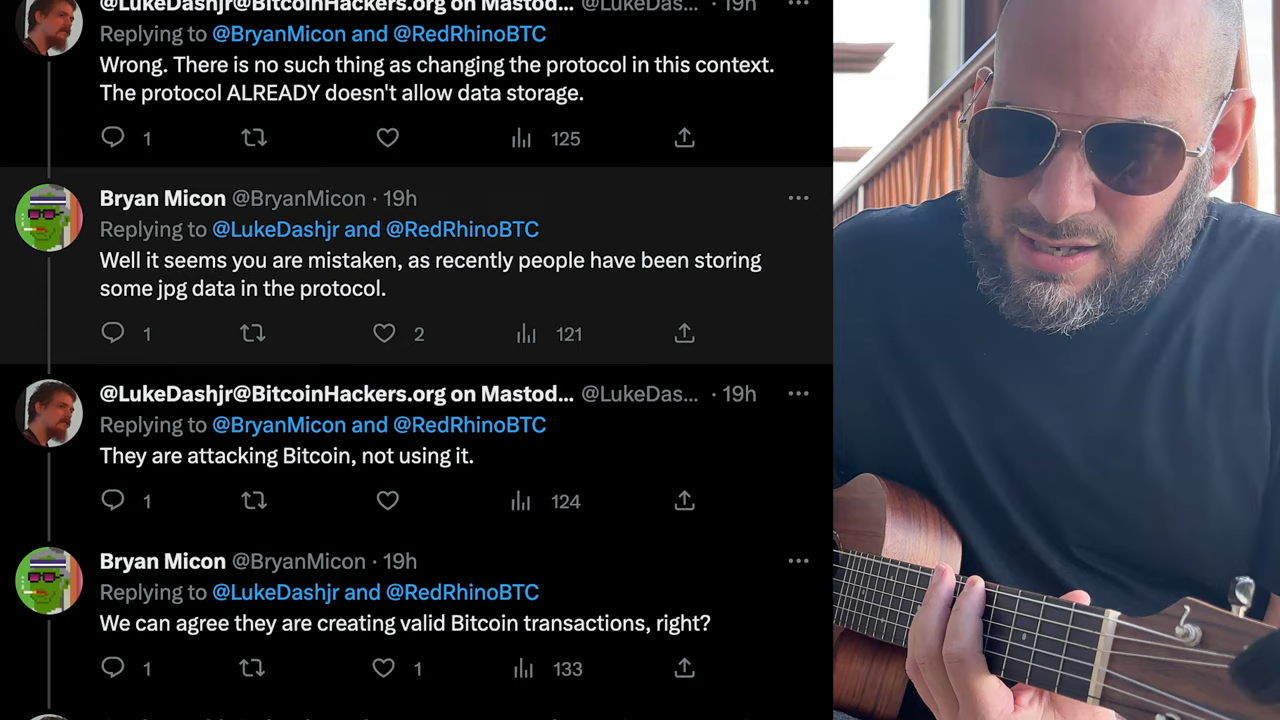 @LukeDashjr@BitcoinHackers.org on Mastod... @LukeDas... · 19h
Replying to @BryanMicon and @RedRhinoBTC
Wrong. There is no such thing as changing the protocol in this context.
The protocol ALREADY doesn't allow data storage.
1 125
Bryan Micon @BryanMicon · 19h
Replying to @LukeDashjr and @RedRhinoBTC
Well it seems you are mistaken, as recently people have been storing
some jpg data in the protocol.
1 2 121
@LukeDashjr@BitcoinHackers.org on Mastod... @LukeDas... · 19h
Replying to @BryanMicon and @RedRhinoBTC
They are attacking Bitcoin, not using it.
1 124
Bryan Micon @BryanMicon · 19h
Replying to @LukeDashjr and @RedRhinoBTC
We can agree they are creating valid Bitcoin transactions, right?
1 1 133